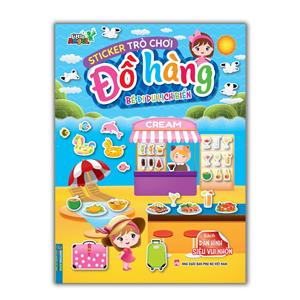 STICKER TRÒ CHƠI
Đồ hàng
BÉ ĐI DU LỊCH BIỂN
CREAM
Sách
DÁN HÌNH
SIÊU VUI NHỘN
NHÀ XUẤT BẢN PHỤ NỮ VIỆT NAM